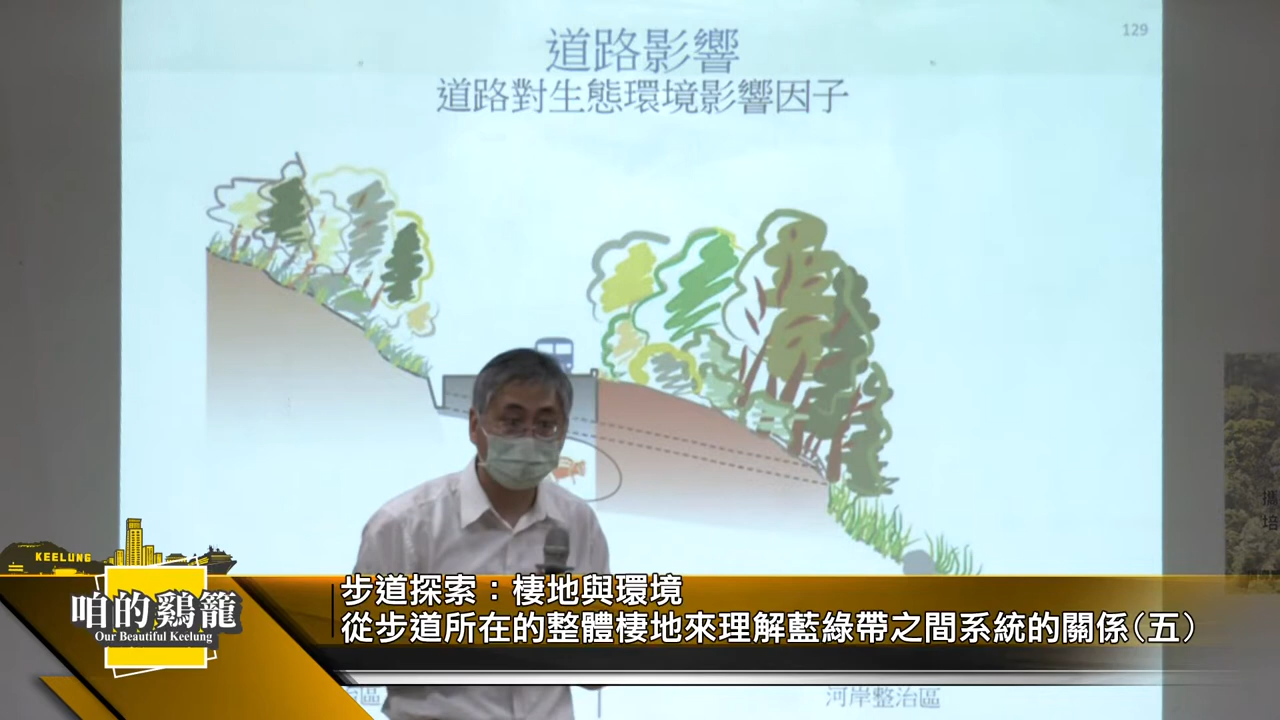 129
道路影響
道路對生態環境影響因子
KEELUNG
咱的鷄籠
Our Beautiful Keelung
步道探索：棲地與環境
從步道所在的整體棲地來理解藍綠帶之間系統的關係(五)
河岸整治區